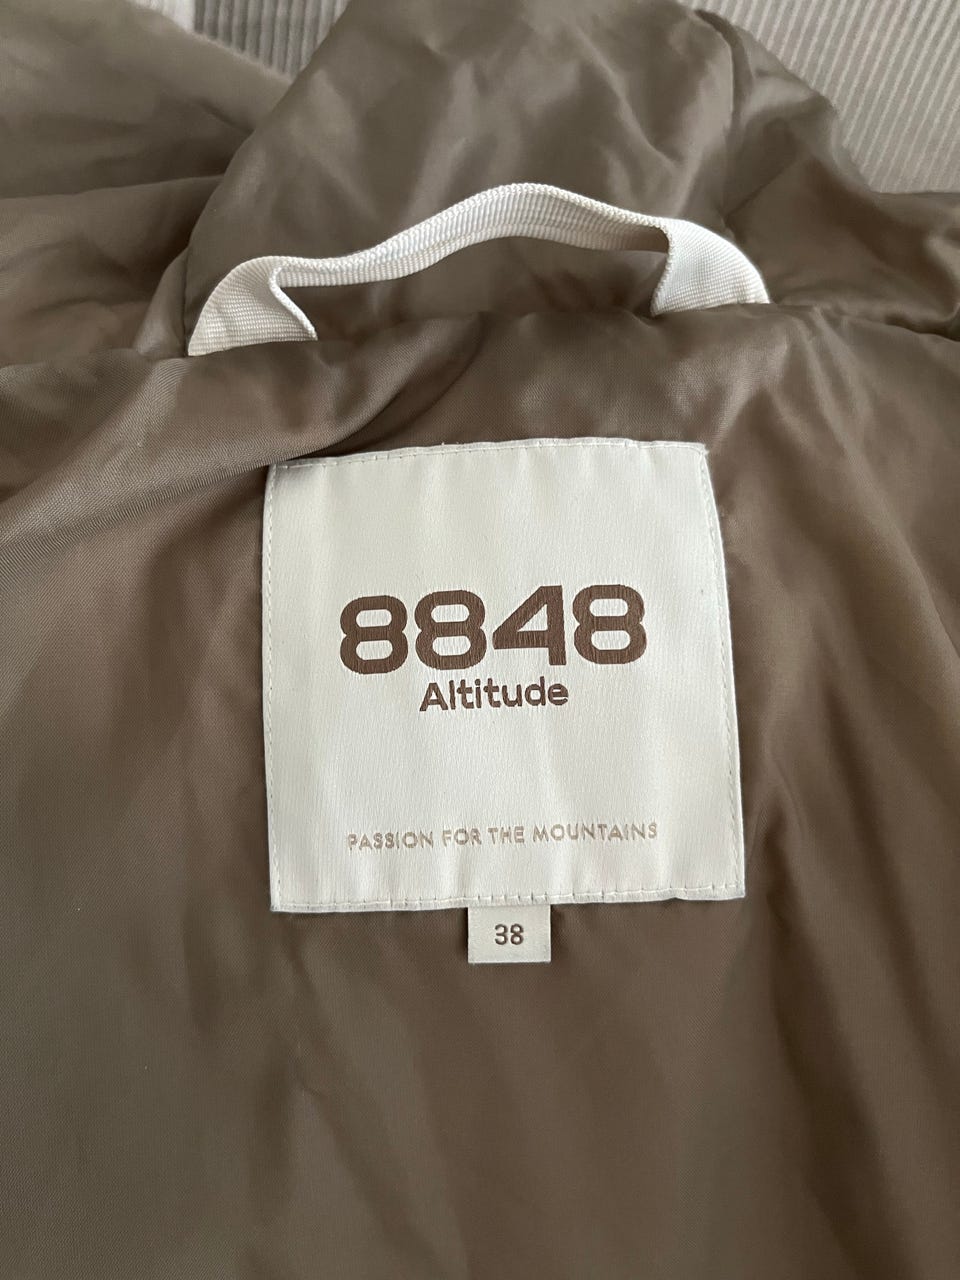 8848
Altitude
PASSION FOR THE MOUNTAINS
38